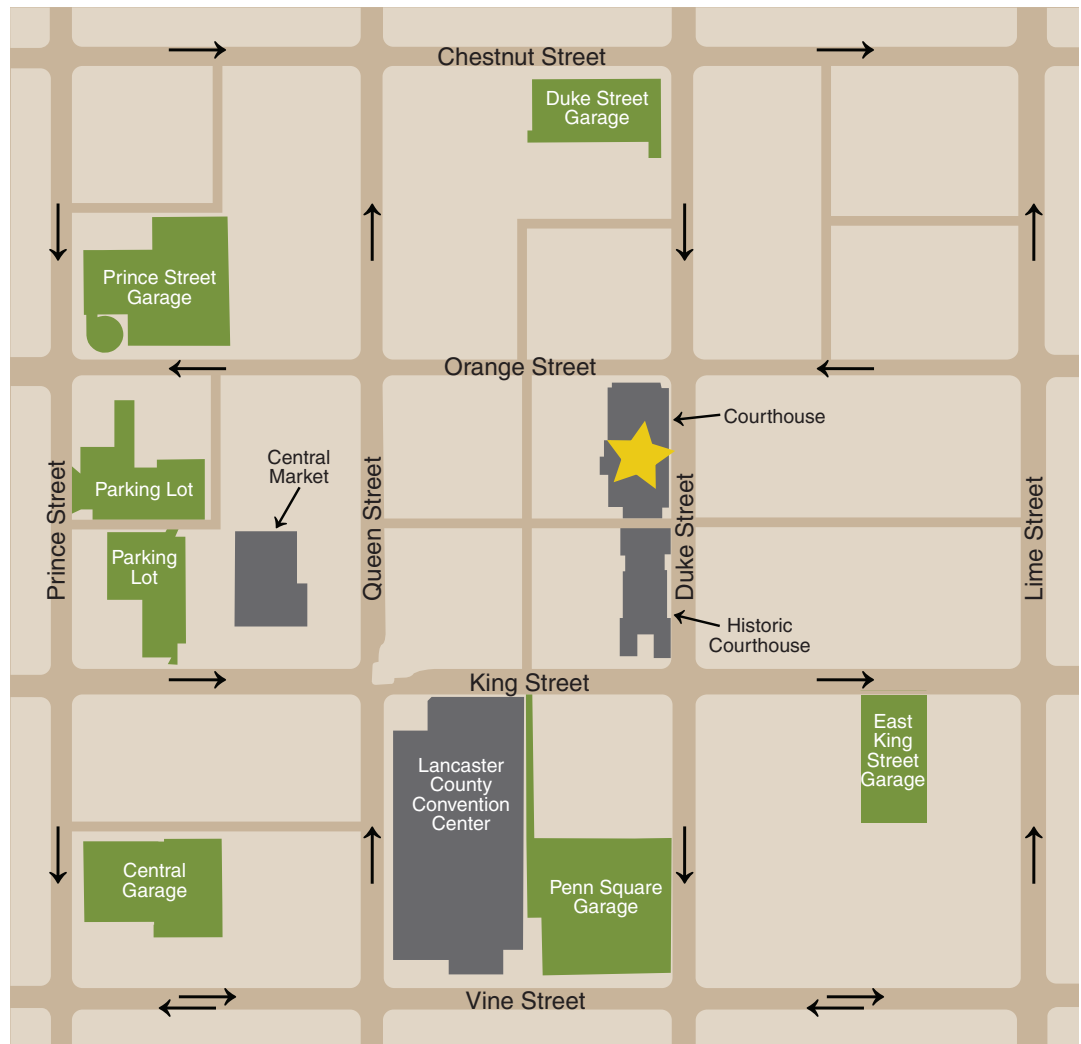 Chestnut Street
Duke Street
Garage
Prince Street
Garage
Orange Street
Courthouse
Central
Market
Parking Lot
Prince Street
Queen Street
Duke Street
Lime Street
Parking
Lot
Historic
Courthouse
King Street
East
King
Street
Garage
Lancaster
County
Convention
Center
Central
Garage
Penn Square
Garage
Vine Street